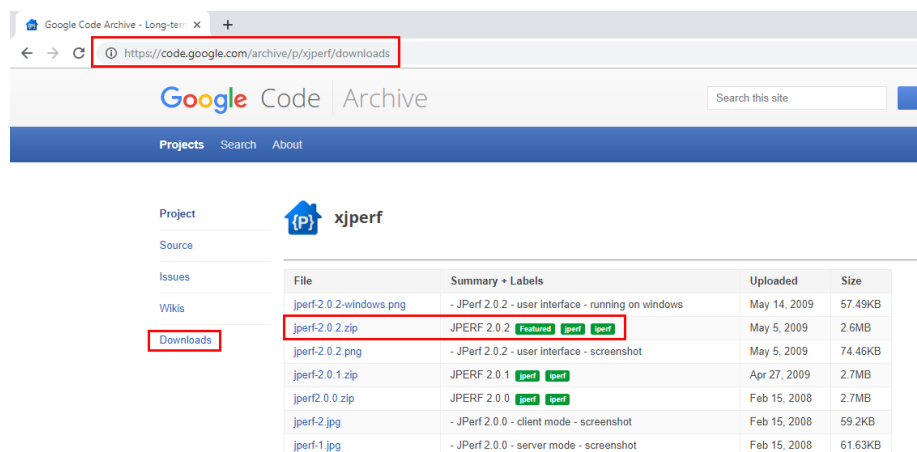 Google Code Archive - Long-ter
https://code.google.com/archive/p/xjperf/downloads
Google Code Archive
Search this site
Projects Search About
Project
{P} xjperf
Source
Issues
File Summary + Labels Uploaded Size
Wikis
jperf-2.0.2-windows.png - JPerf 2.0.2 - user interface - running on windows May 14, 2009 57.49KB
jperf-2.0.2.zip JPERF 2.0.2 Featured jperf iperf May 5, 2009 2.6MB
Downloads
jperf-2.0.2.png - JPerf 2.0.2 - user interface - screenshot May 5, 2009 74.46KB
jperf-2.0.1.zip JPERF 2.0.1 jperf iperf Apr 27, 2009 2.7MB
jperf2.0.0.zip JPERF 2.0.0 jperf iperf Feb 15, 2008 2.7MB
jperf-2.jpg - JPerf 2.0.0 - client mode - screenshot Feb 15, 2008 59.2KB
jperf-1.jpg - JPerf 2.0.0 - server mode - screenshot Feb 15, 2008 61.63KB